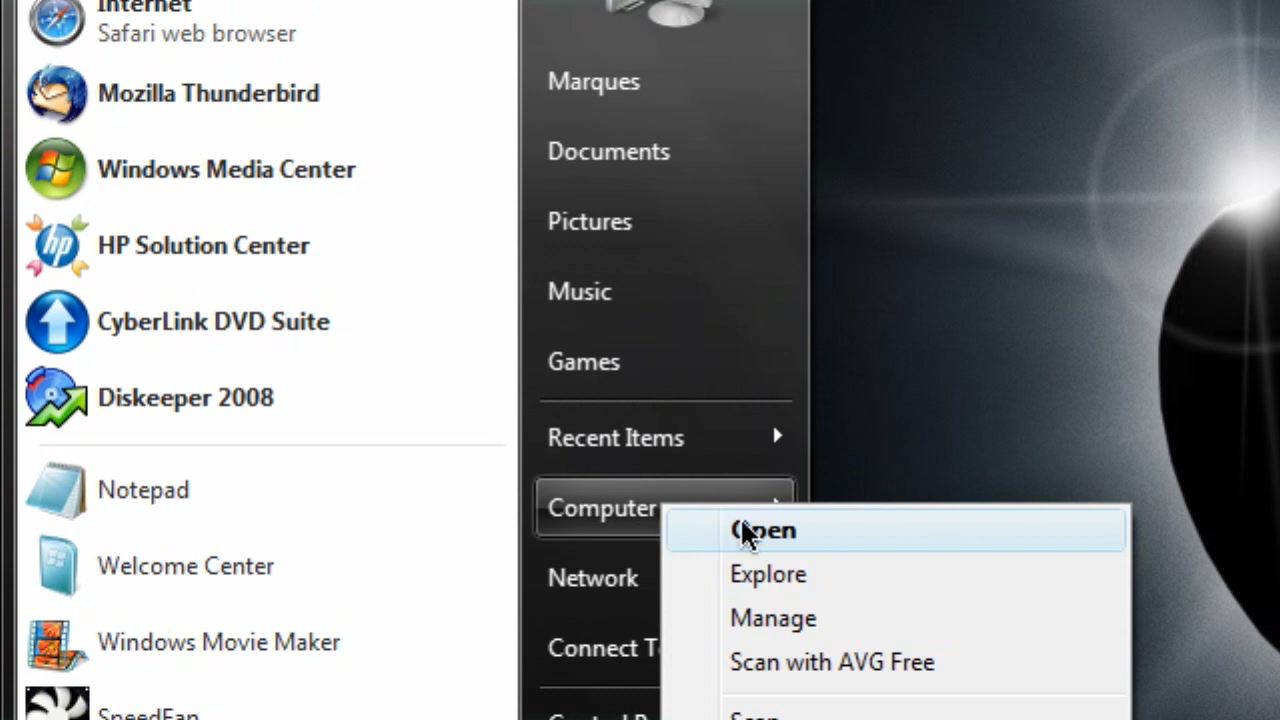 Internet
Safari web browser
Mozilla Thunderbird
Windows Media Center
hp
HP Solution Center
CyberLink DVD Suite
Diskeeper 2008
Notepad
Welcome Center
Windows Movie Maker
SpeedFan
Marques
Documents
Pictures
Music
Games
Recent Items
Computer
Network
Connect T
Open
Explore
Manage
Scan with AVG Free
Scan